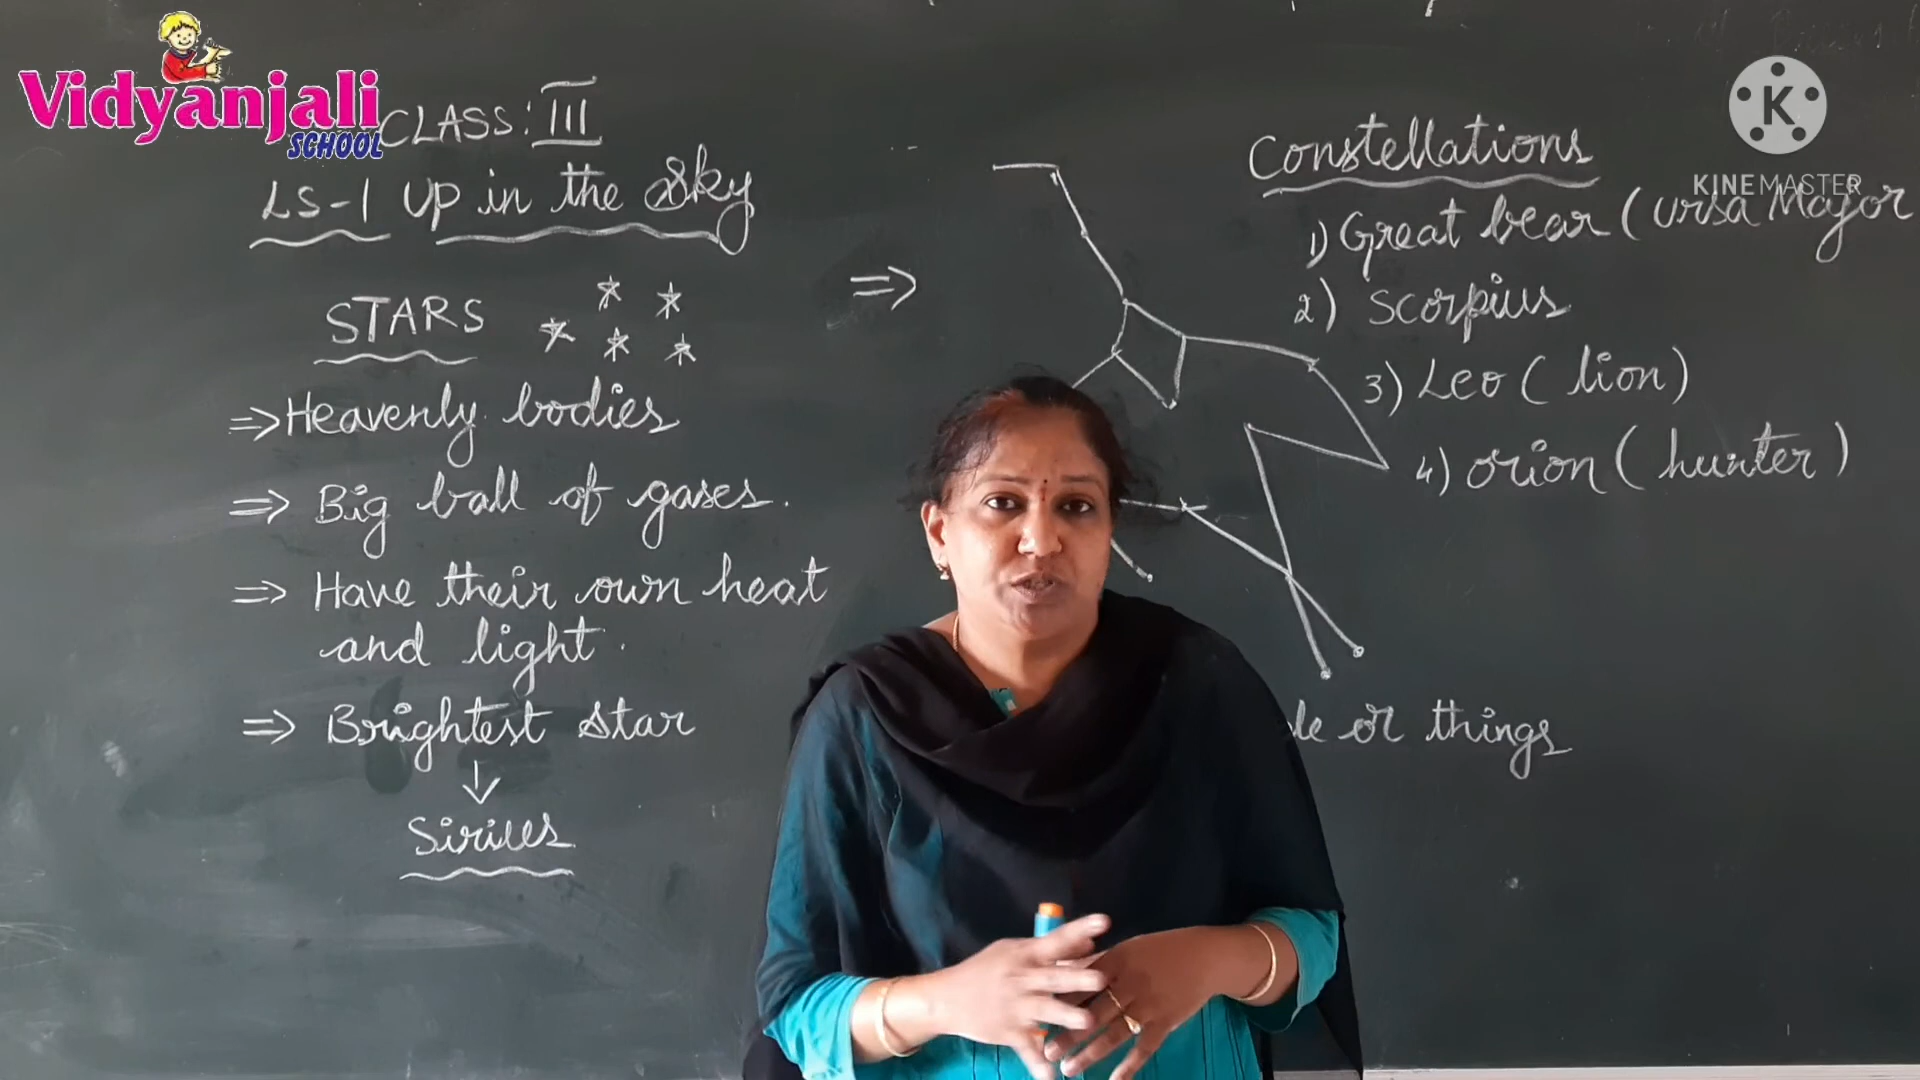 Vidyanjali
SCHOOL
CLASS: III
LS-1 Up in the Sky
STARS
⇒ Heavenly bodies
⇒ Big ball of gases.
⇒ Have their own heat
and light.
⇒ Brightest Star
↓
Sirius
⇒
Constellations
1) Great bear (Ursa Major
2) Scorpius
3) Leo (lion)
4) Orion (hunter)
or things
K
KINEMASTER